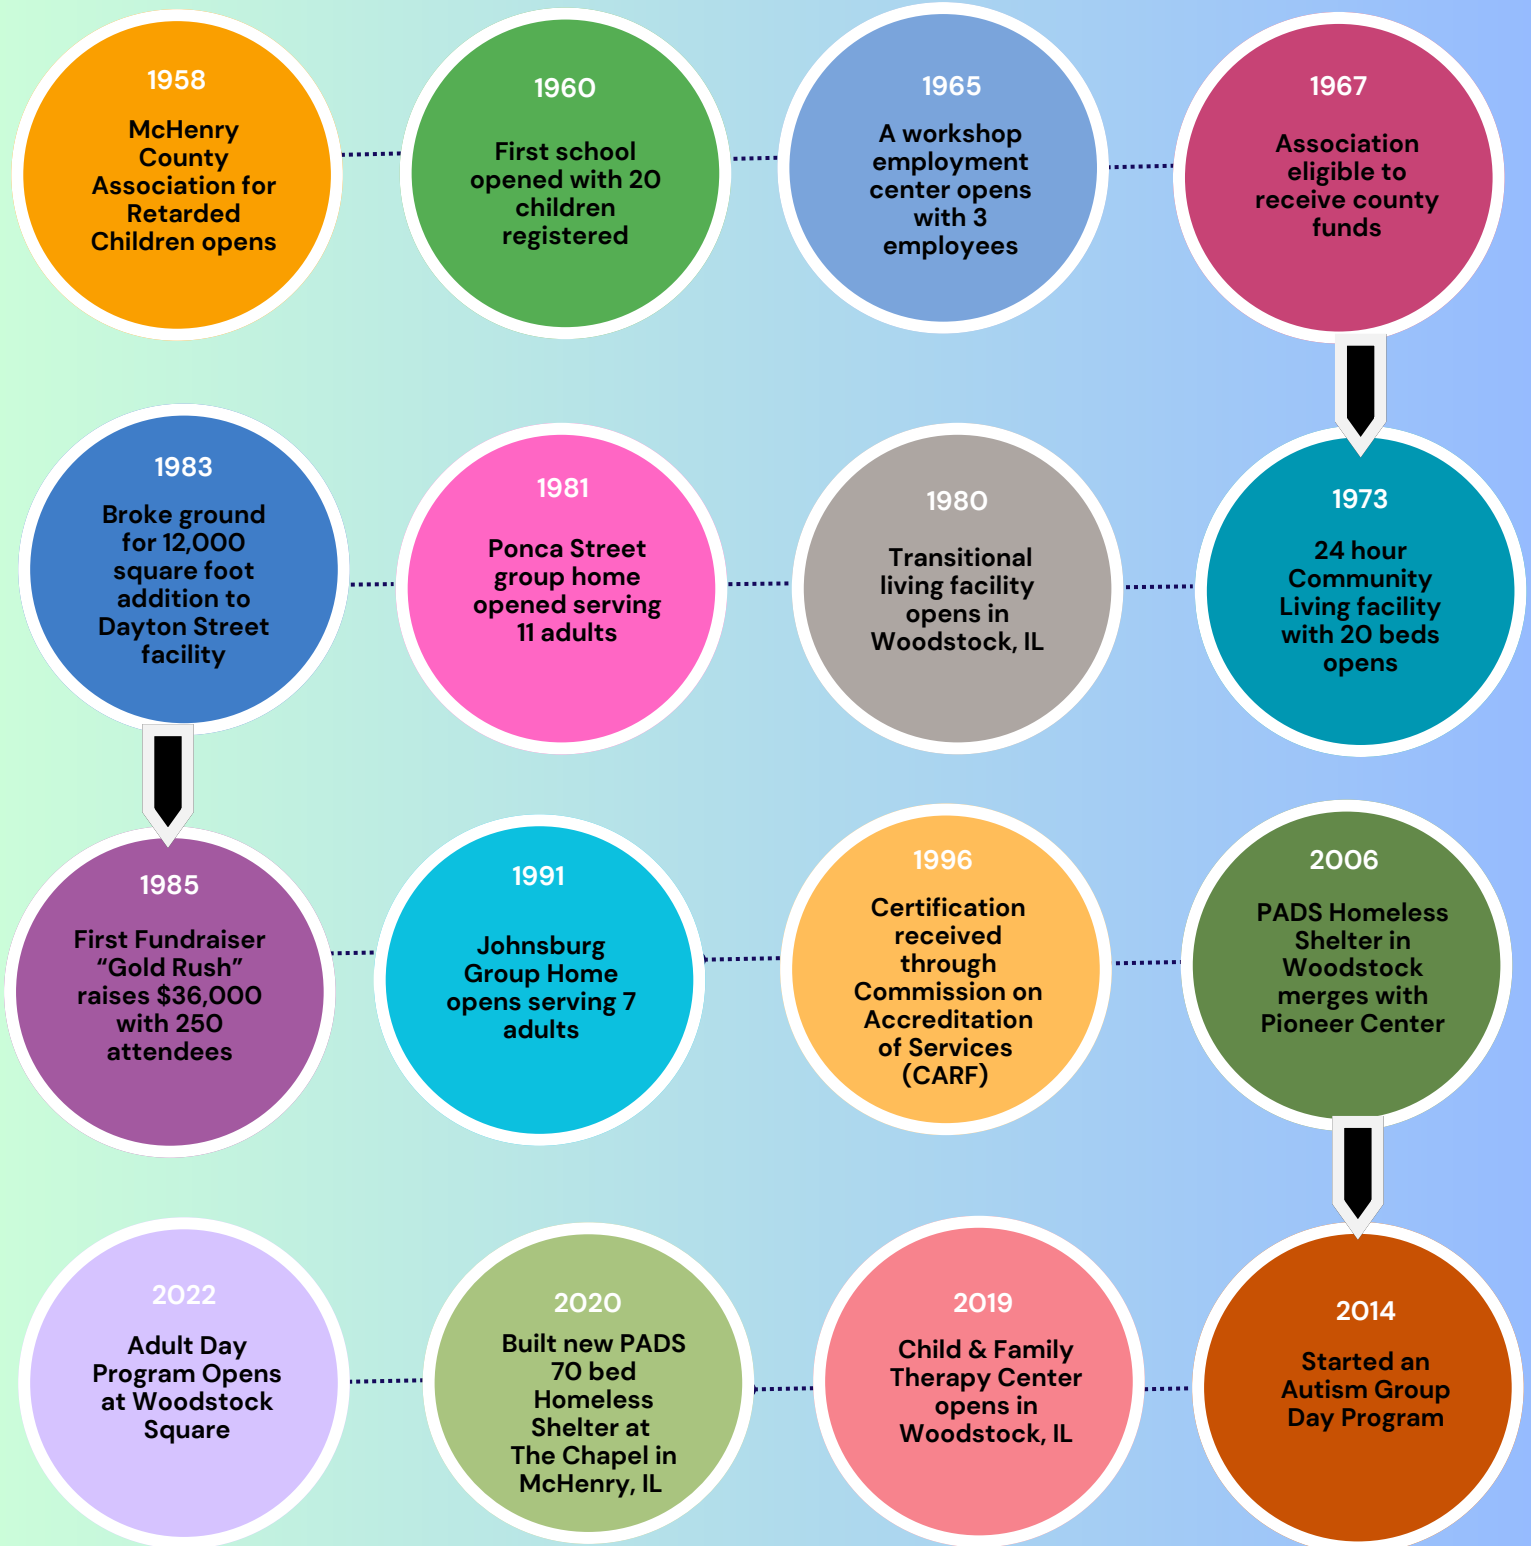 1958
McHenry
County
Association for
Retarded
Children opens
1960
First school
opened with 20
children
registered
1965
A workshop
employment
center opens
with 3
employees
1967
Association
eligible to
receive county
funds
1973
24 hour
Community
Living facility
with 20 beds
opens
1980
Transitional
living facility
opens in
Woodstock, IL
1981
Ponca Street
group home
opened serving
11 adults
1983
Broke ground
for 12,000
square foot
addition to
Dayton Street
facility
1985
First Fundraiser
“Gold Rush”
raises $36,000
with 250
attendees
1991
Johnsburg
Group Home
opens serving 7
adults
1996
Certification
received
through
Commission on
Accreditation
of Services
(CARF)
2006
PADS Homeless
Shelter in
Woodstock
merges with
Pioneer Center
2014
Started an
Autism Group
Day Program
2019
Child & Family
Therapy Center
opens in
Woodstock, IL
2020
Built new PADS
70 bed
Homeless
Shelter at
The Chapel in
McHenry, IL
2022
Adult Day
Program Opens
at Woodstock
Square